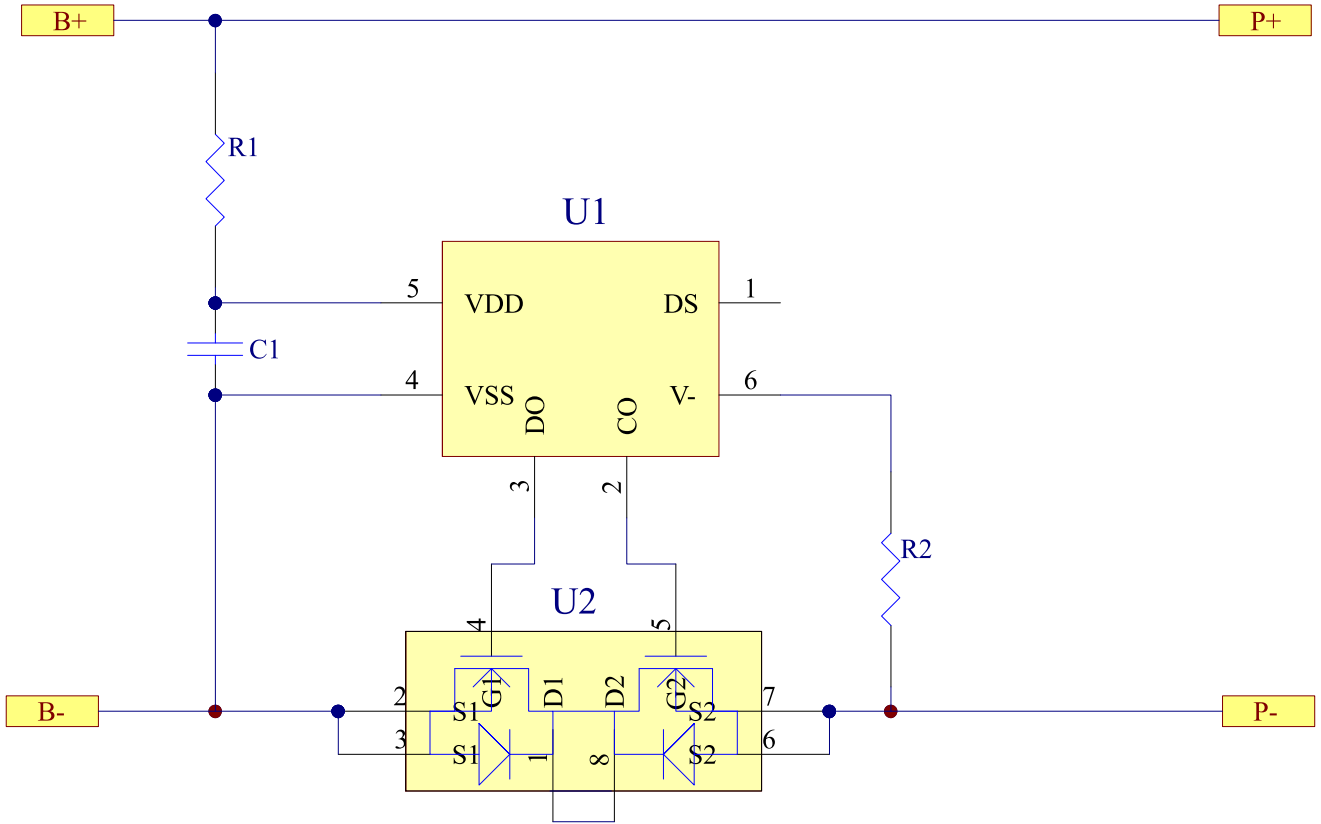 B+
P+
R1
U1
5
VDD
DS
1
C1
4
VSS
V-
6
DO
CO
3
2
R2
U2
4
5
G1
D1
D2
G2
B-
2
S1
S2
7
P-
3
S1
1
8
S2
6